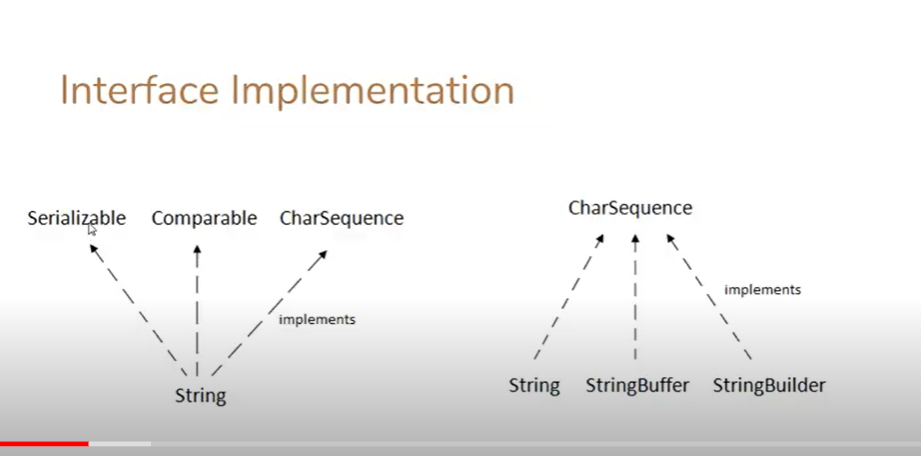 Interface Implementation
Serializable Comparable CharSequence
implements
String
CharSequence
implements
String StringBuffer StringBuilder